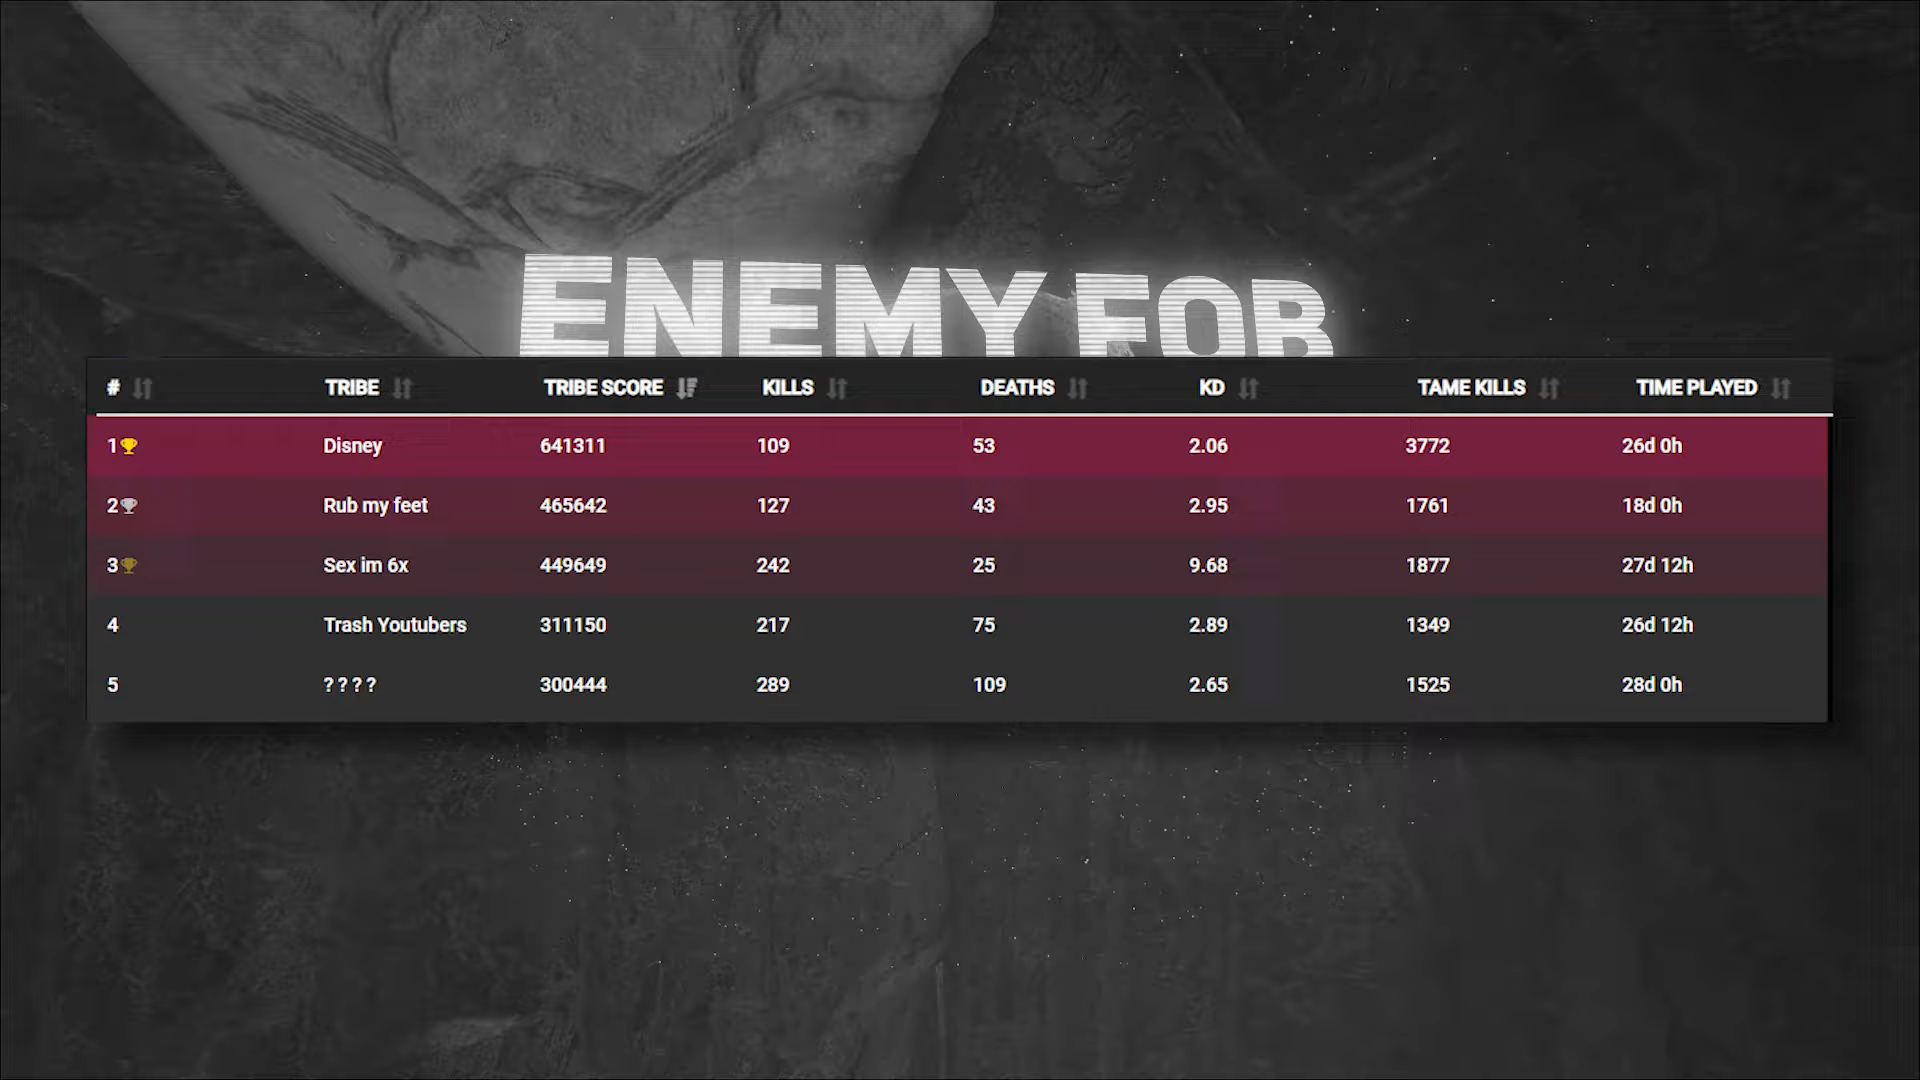 ENEMY FOB
# TRIBE TRIBE SCORE KILLS DEATHS KD TAME KILLS TIME PLAYED
1 Disney 641311 109 53 2.06 3772 26d 0h
2 Rub my feet 465642 127 43 2.95 1761 18d 0h
3 Sex im 6x 449649 242 25 9.68 1877 27d 12h
4 Trash Youtubers 311150 217 75 2.89 1349 26d 12h
5 ? ? ? ? 300444 289 109 2.65 1525 28d 0h